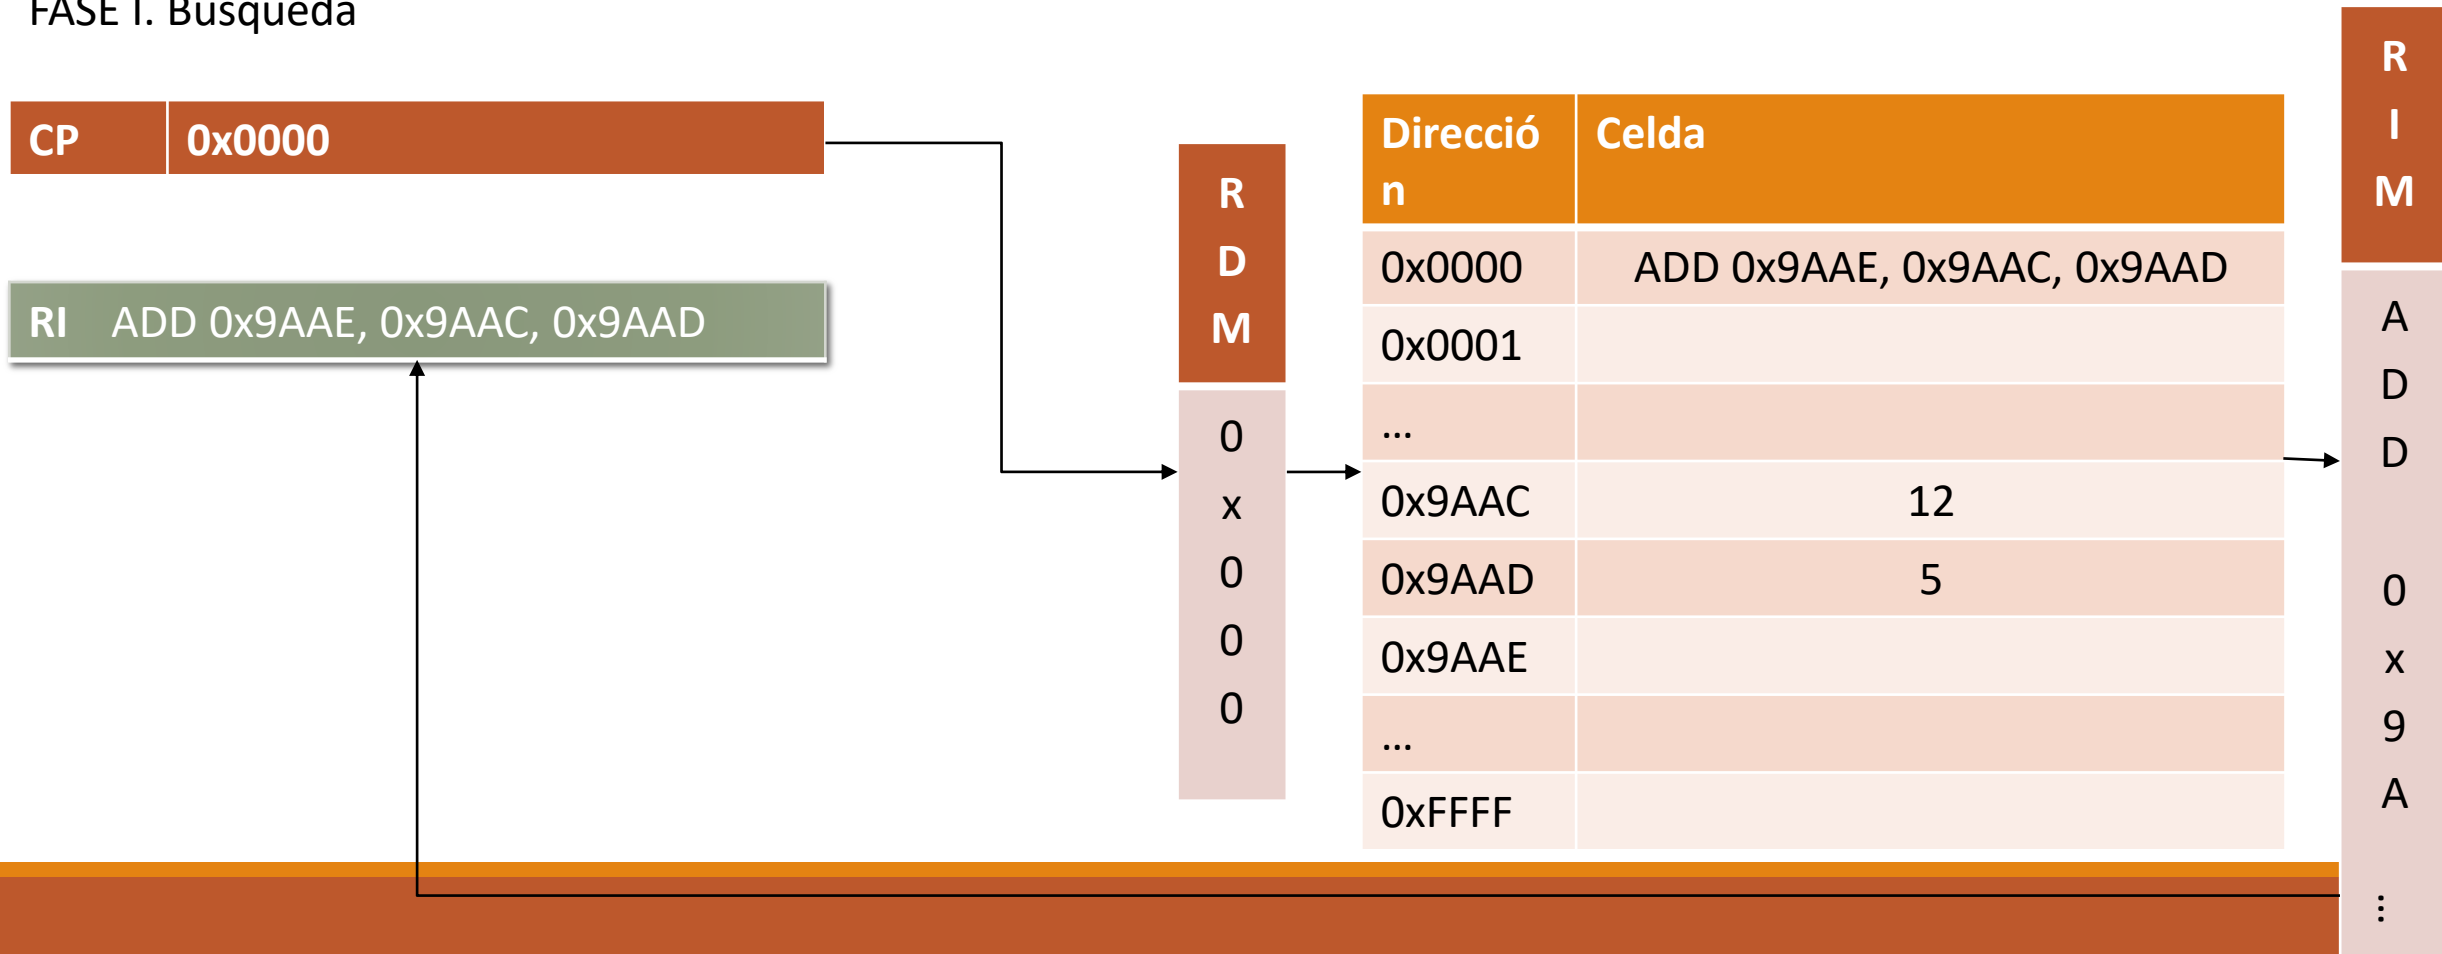 FASE I. Búsqueda
CP 0x0000
RI ADD 0x9AAE, 0x9AAC, 0x9AAD
R
D
M
0
x
0
0
0
Direcció
n
Celda
0x0000 ADD 0x9AAE, 0x9AAC, 0x9AAD
0x0001
...
0x9AAC 12
0x9AAD 5
0x9AAE
...
0xFFFF
R
I
M
A
D
D
0
x
9
A
...